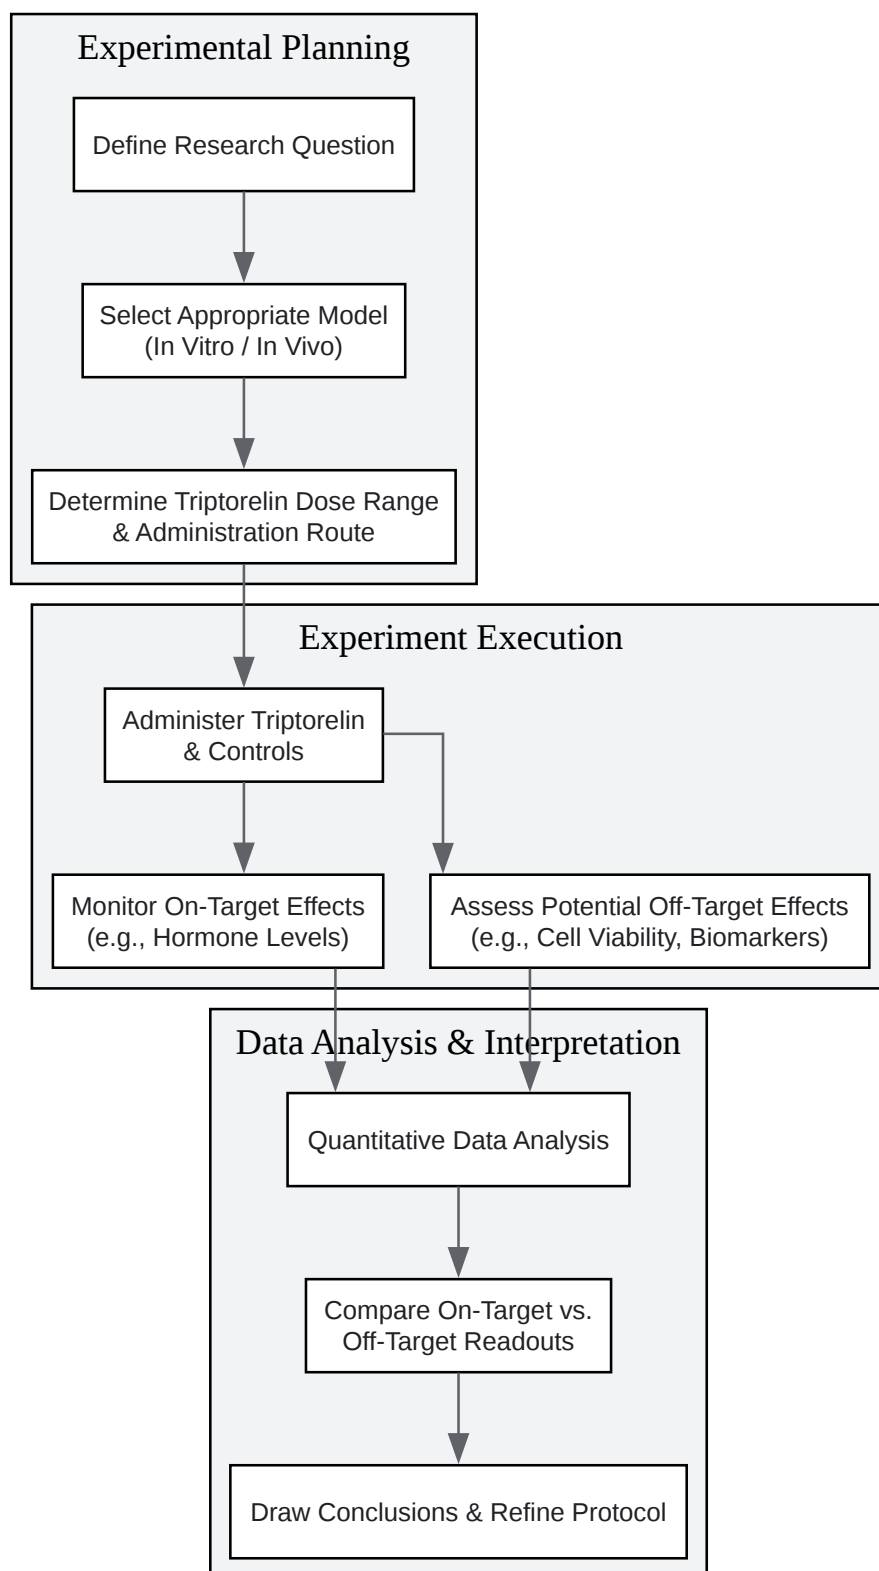 Experimental Planning
Define Research Question
Select Appropriate Model
(In Vitro / In Vivo)
Determine Triptorelin Dose Range
& Administration Route
Experiment Execution
Administer Triptorelin
& Controls
Monitor On-Target Effects
(e.g., Hormone Levels)
Assess Potential Off-Target Effects
(e.g., Cell Viability, Biomarkers)
Data Analysis & Interpretation
Quantitative Data Analysis
Compare On-Target vs.
Off-Target Readouts
Draw Conclusions & Refine Protocol